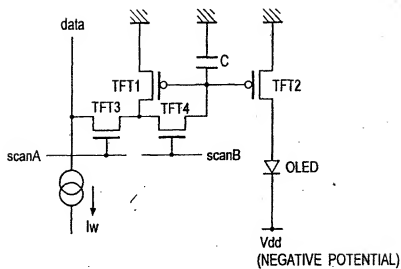 data
C
TFT1
TFT2
TFT3
TFT4
scanA
scanB
OLED
Iw
Vdd
(NEGATIVE POTENTIAL)